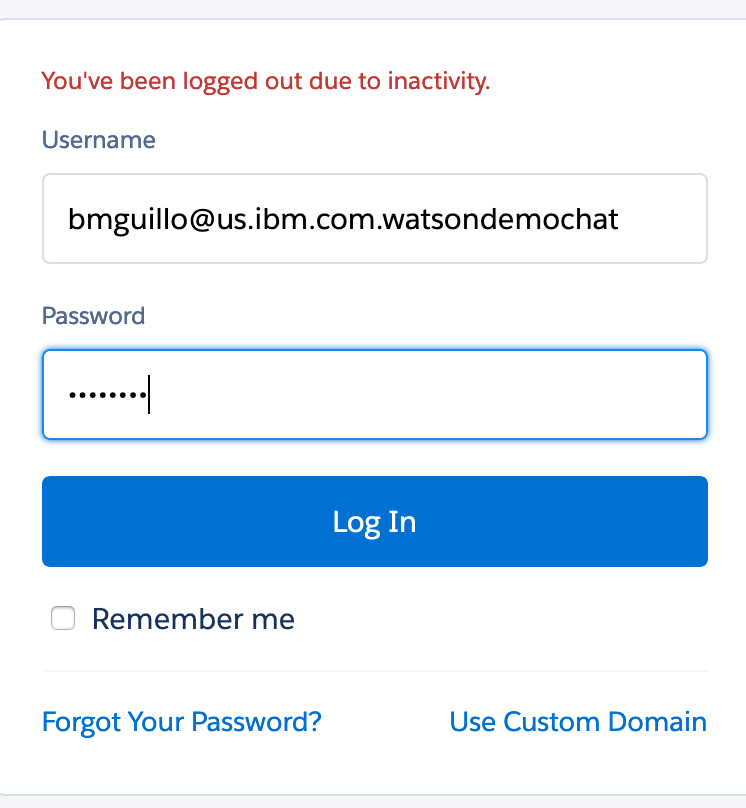 You've been logged out due to inactivity.
Username
bmguillo@us.ibm.com.watsondemochat
Password
••••••••
Log In
Remember me
Forgot Your Password? Use Custom Domain